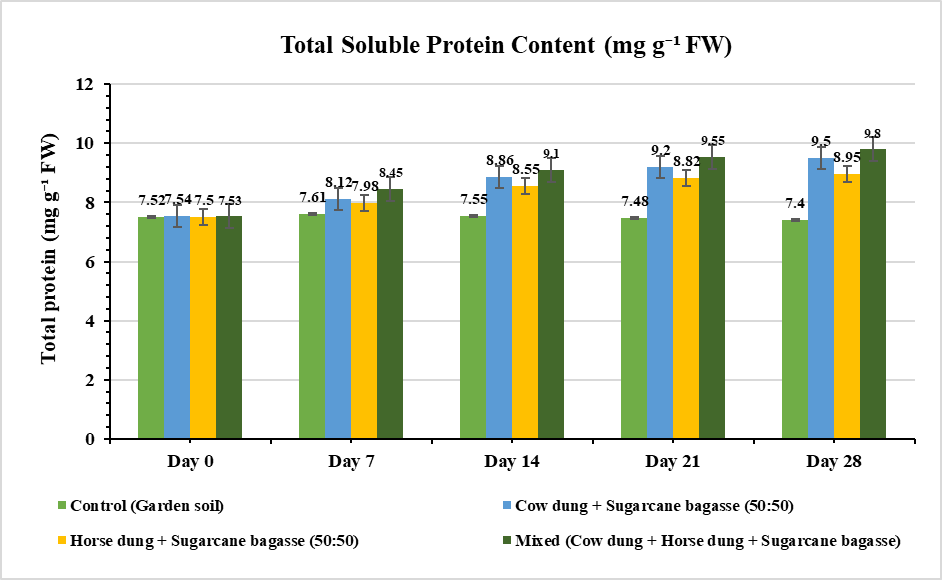 Total Soluble Protein Content (mg g⁻¹ FW)
Total protein (mg g⁻¹ FW)
12
10
8
6
4
2
0
7.52 7.54 7.5 7.53
7.61 8.12 7.98 8.45
7.55 8.86 8.55 9.1
7.48 9.2 8.82 9.55
7.4 9.5 8.95 9.8
Day 0 Day 7 Day 14 Day 21 Day 28
Control (Garden soil)
Cow dung + Sugarcane bagasse (50:50)
Horse dung + Sugarcane bagasse (50:50)
Mixed (Cow dung + Horse dung + Sugarcane bagasse)